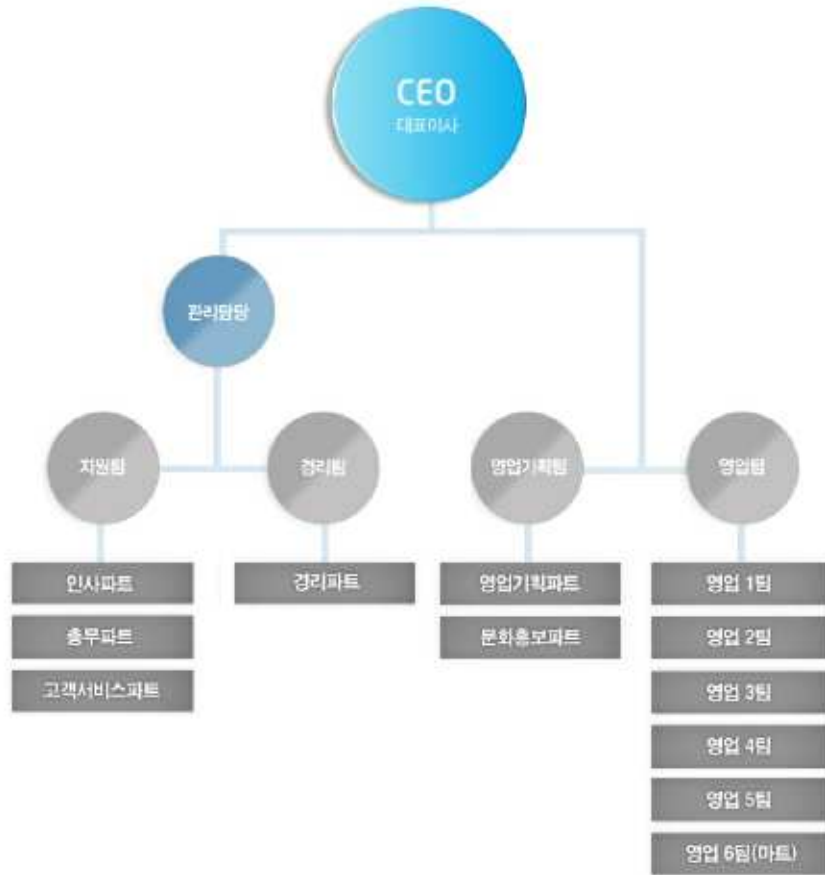 CEO
대표이사
관리담당
지원팀
경리팀
영업기획팀
영업팀
인사파트
경리파트
영업기획파트
영업 1팀
총무파트
문화홍보파트
영업 2팀
고객서비스파트
영업 3팀
영업 4팀
영업 5팀
영업 6팀(마트)